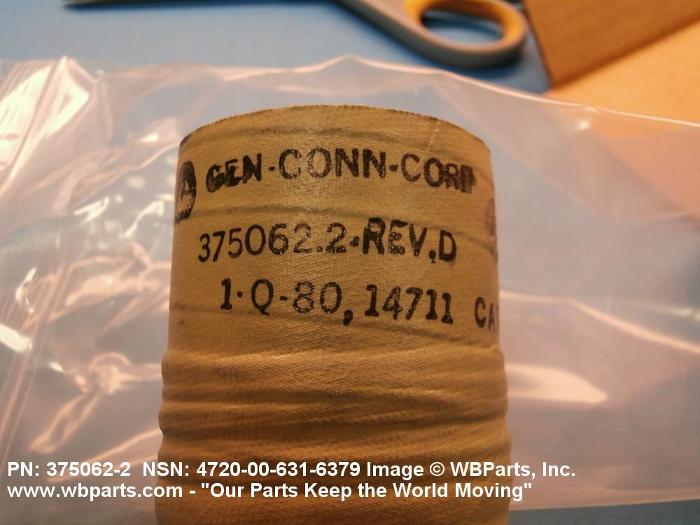 GEN-CONN-CORP
375062.2-REV.D
1·Q-80, 14711 CA
PN: 375062-2 NSN: 4720-00-631-6379 Image © WBParts, Inc.
www.wbparts.com - "Our Parts Keep the World Moving"